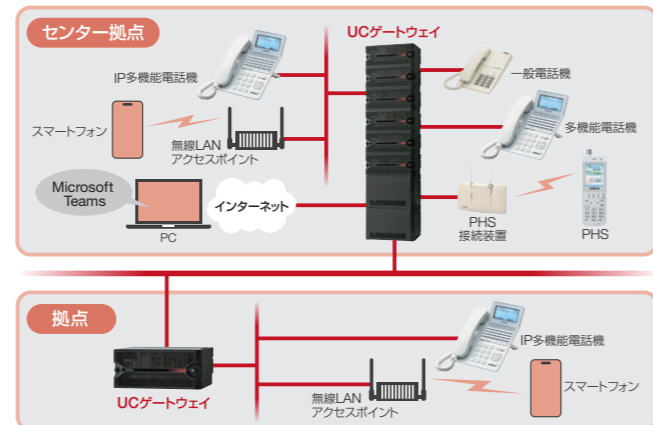 センター拠点
UCゲートウェイ
IP多機能電話機
一般電話機
スマートフォン
無線LAN
アクセスポイント
多機能電話機
Microsoft
Teams
インターネット
PC
PHS
接続装置
PHS
拠点
IP多機能電話機
UCゲートウェイ
無線LAN
アクセスポイント
スマートフォン